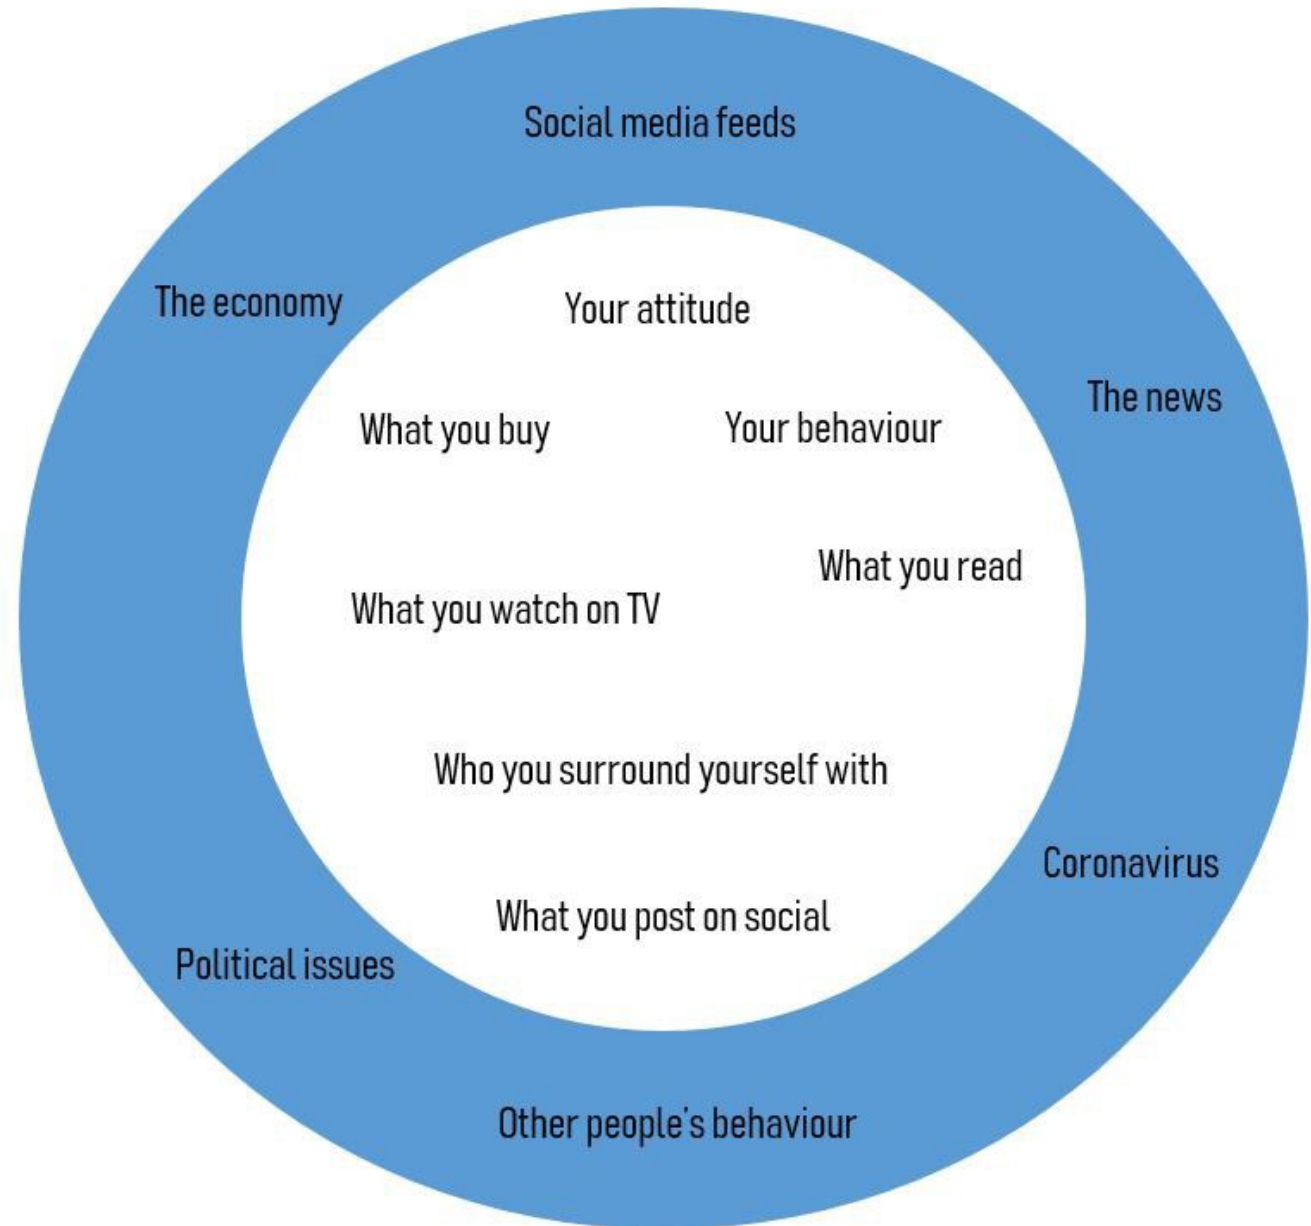 Social media feeds
The economy
Your attitude
The news
What you buy
Your behaviour
What you read
What you watch on TV
Who you surround yourself with
Coronavirus
What you post on social
Political issues
Other people's behaviour